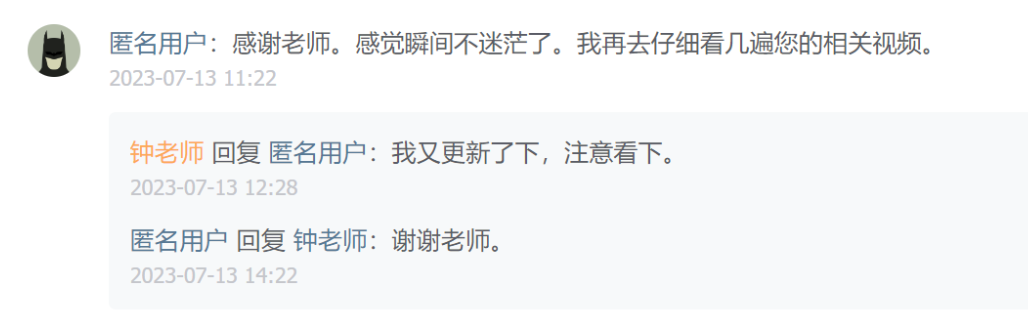 匿名用户：感谢老师。感觉瞬间不迷茫了。我再去仔细看几遍您的相关视频。
2023-07-13 11:22
钟老师 回复 匿名用户：我又更新了下，注意看下。
2023-07-13 12:28
匿名用户 回复 钟老师：谢谢老师。
2023-07-13 14:22